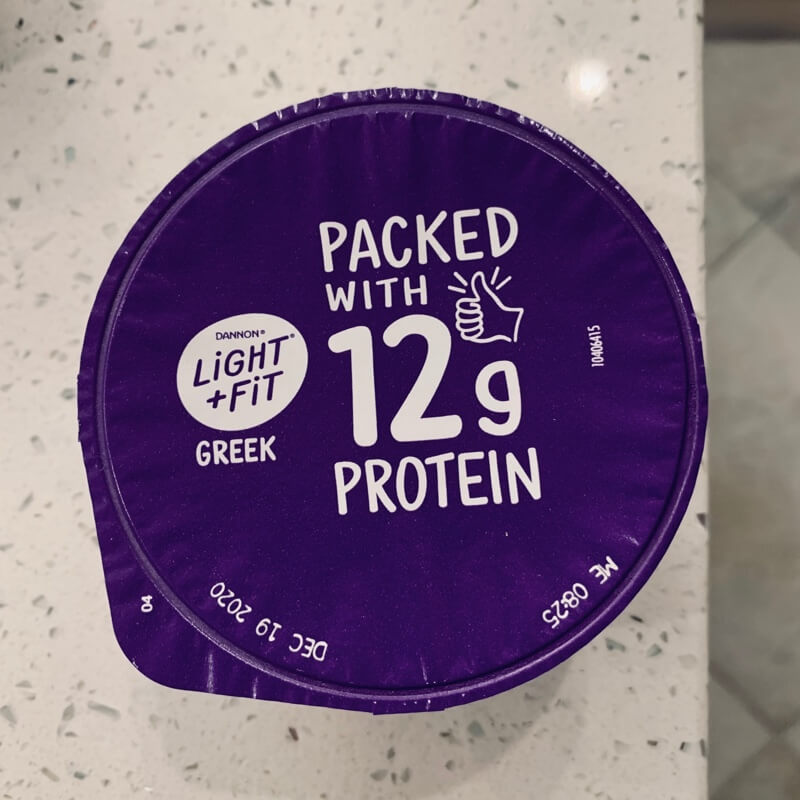 PACKED
WITH
12g
PROTEIN
DANNON®
LiGHT®
+FiT
GREEK
10406415
04
DEC 19 2020
ME 08:25